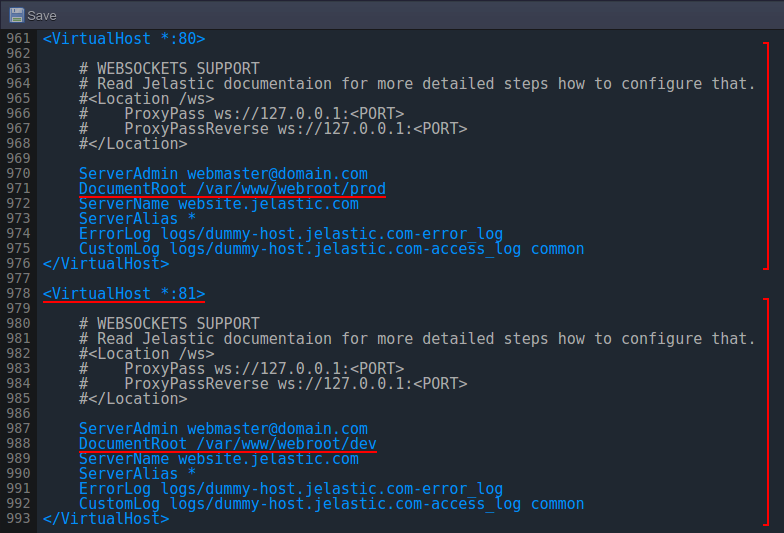 Save
961 <VirtualHost *:80>
962
963     # WEBSOCKETS SUPPORT
964     # Read Jelastic documentaion for more detailed steps how to configure that.
965     #<Location /ws>
966     #    ProxyPass ws://127.0.0.1:<PORT>
967     #    ProxyPassReverse ws://127.0.0.1:<PORT>
968     #</Location>
969
970     ServerAdmin webmaster@domain.com
971     DocumentRoot /var/www/webroot/prod
972     ServerName website.jelastic.com
973     ServerAlias *
974     ErrorLog logs/dummy-host.jelastic.com-error_log
975     CustomLog logs/dummy-host.jelastic.com-access_log common
976 </VirtualHost>
977
978 <VirtualHost *:81>
979
980     # WEBSOCKETS SUPPORT
981     # Read Jelastic documentaion for more detailed steps how to configure that.
982     #<Location /ws>
983     #    ProxyPass ws://127.0.0.1:<PORT>
984     #    ProxyPassReverse ws://127.0.0.1:<PORT>
985     #</Location>
986
987     ServerAdmin webmaster@domain.com
988     DocumentRoot /var/www/webroot/dev
989     ServerName website.jelastic.com
990     ServerAlias *
991     ErrorLog logs/dummy-host.jelastic.com-error_log
992     CustomLog logs/dummy-host.jelastic.com-access_log common
993 </VirtualHost>